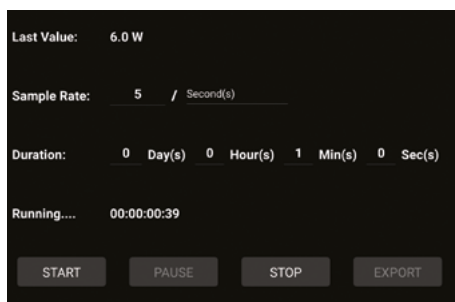 Last Value: 6.0 W
Sample Rate: 5 / Second(s)
Duration: 0 Day(s) 0 Hour(s) 1 Min(s) 0 Sec(s)
Running.... 00:00:00:39
START PAUSE STOP EXPORT